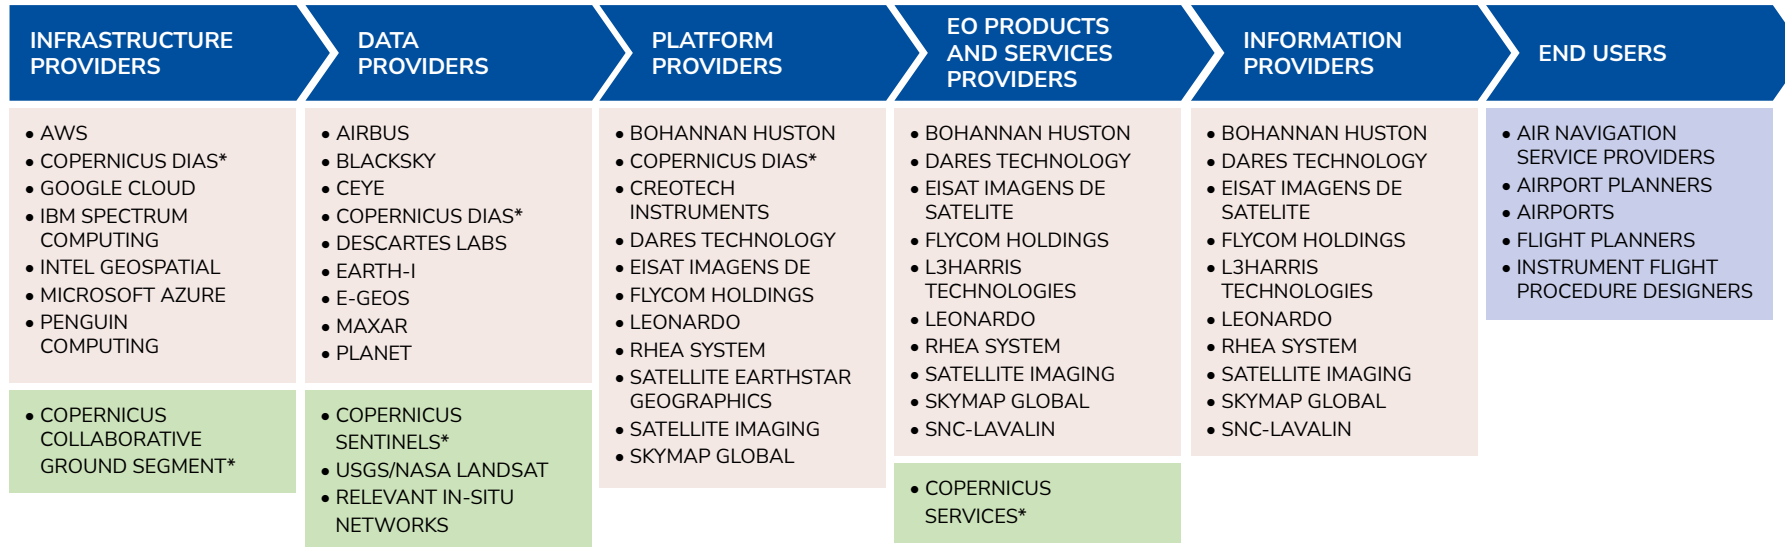 INFRASTRUCTURE
PROVIDERS
DATA
PROVIDERS
PLATFORM
PROVIDERS
EO PRODUCTS
AND SERVICES
PROVIDERS
INFORMATION
PROVIDERS
END USERS
• AWS
• COPERNICUS DIAS*
• GOOGLE CLOUD
• IBM SPECTRUM
COMPUTING
• INTEL GEOSPATIAL
• MICROSOFT AZURE
• PENGUIN
COMPUTING
• COPERNICUS
COLLABORATIVE
GROUND SEGMENT*
• AIRBUS
• BLACKSKY
• CEYE
• COPERNICUS DIAS*
• DESCARTES LABS
• EARTH-I
• E-GEOS
• MAXAR
• PLANET
• COPERNICUS
SENTINELS*
• USGS/NASA LANDSAT
• RELEVANT IN-SITU
NETWORKS
• BOHANNAN HUSTON
• COPERNICUS DIAS*
• CREOTECH
INSTRUMENTS
• DARES TECHNOLOGY
• EISAT IMAGENS DE
• FLYCOM HOLDINGS
• LEONARDO
• RHEA SYSTEM
• SATELLITE EARTHSTAR
GEOGRAPHICS
• SATELLITE IMAGING
• SKYMAP GLOBAL
• BOHANNAN HUSTON
• DARES TECHNOLOGY
• EISAT IMAGENS DE
SATELITE
• FLYCOM HOLDINGS
• L3HARRIS
TECHNOLOGIES
• LEONARDO
• RHEA SYSTEM
• SATELLITE IMAGING
• SKYMAP GLOBAL
• SNC-LAVALIN
• COPERNICUS
SERVICES*
• BOHANNAN HUSTON
• DARES TECHNOLOGY
• EISAT IMAGENS DE
SATELITE
• FLYCOM HOLDINGS
• L3HARRIS
TECHNOLOGIES
• LEONARDO
• RHEA SYSTEM
• SATELLITE IMAGING
• SKYMAP GLOBAL
• SNC-LAVALIN
• AIR NAVIGATION
SERVICE PROVIDERS
• AIRPORT PLANNERS
• AIRPORTS
• FLIGHT PLANNERS
• INSTRUMENT FLIGHT
PROCEDURE DESIGNERS